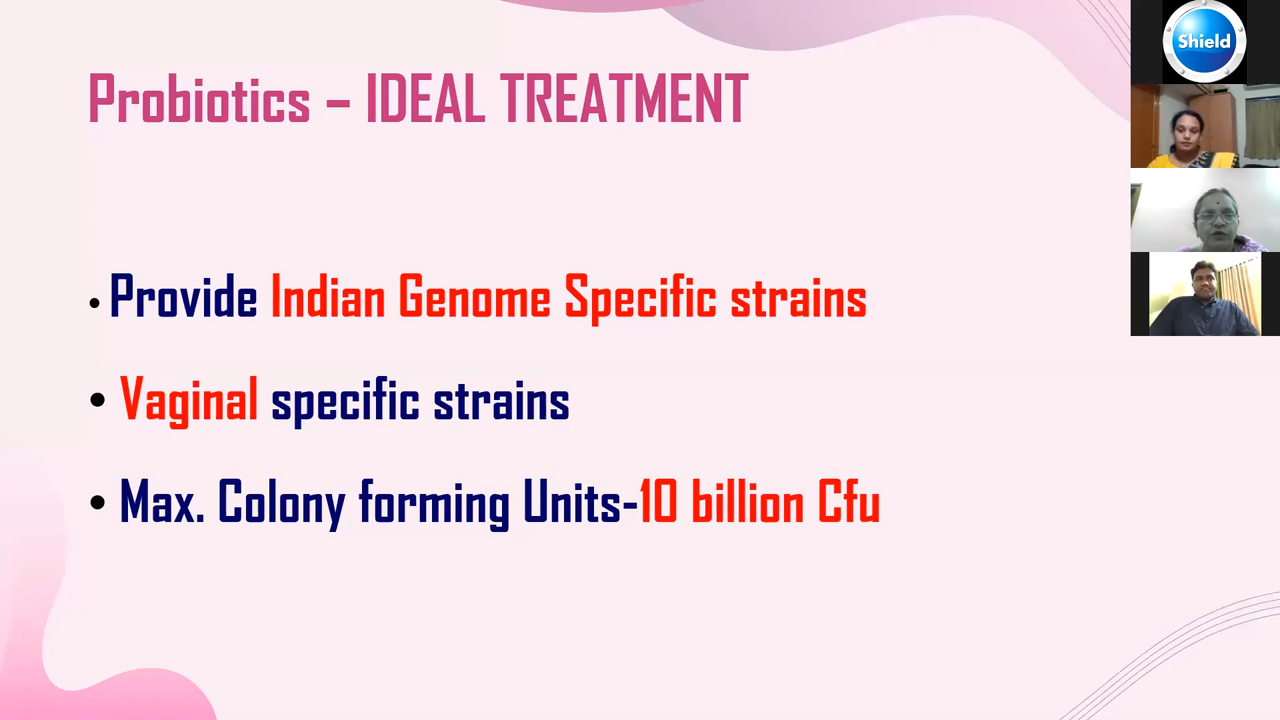 Probiotics – IDEAL TREATMENT
• Provide Indian Genome Specific strains
• Vaginal specific strains
• Max. Colony forming Units-10 billion Cfu
Shield